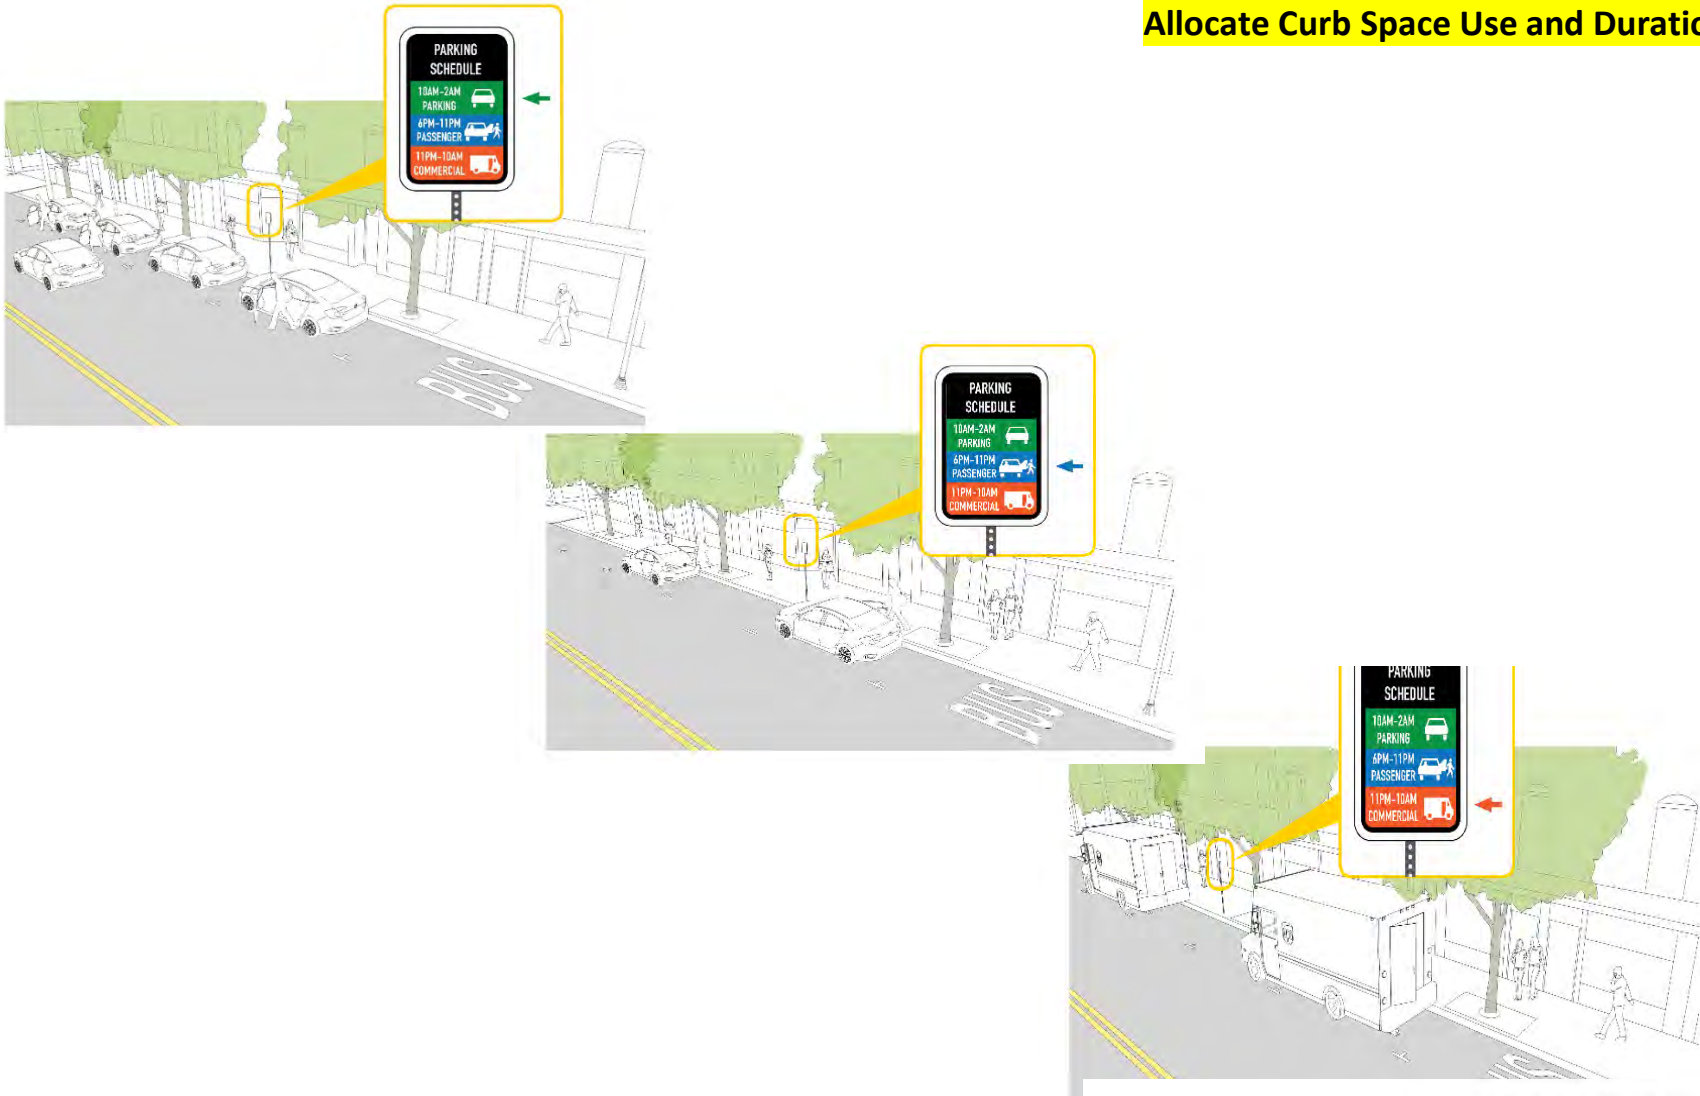 Allocate Curb Space Use and Duratio
PARKING
SCHEDULE
10AM-2AM
PARKING
6PM-11PM
PASSENGER
11PM-10AM
COMMERCIAL
BUS
PARKING
SCHEDULE
10AM-2AM
PARKING
6PM-11PM
PASSENGER
11PM-10AM
COMMERCIAL
BUS
PARKING
SCHEDULE
10AM-2AM
PARKING
6PM-11PM
PASSENGER
11PM-10AM
COMMERCIAL